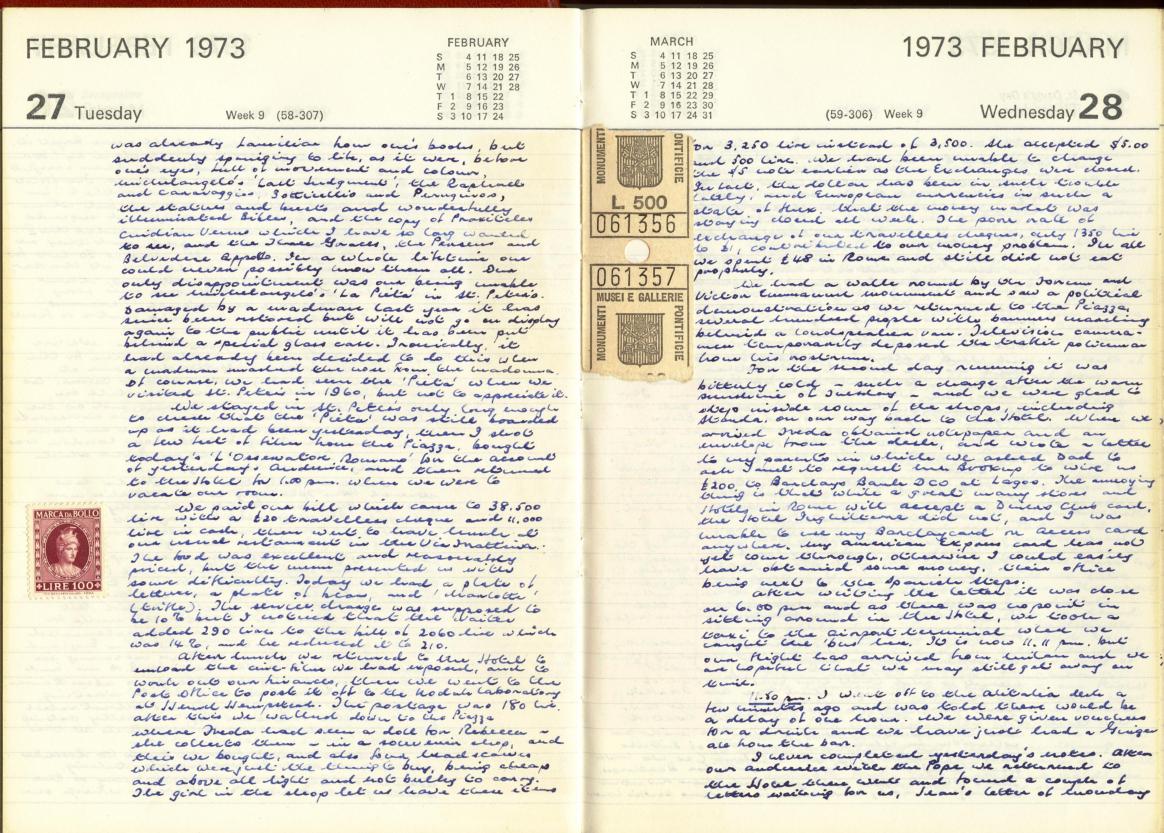 FEBRUARY 1973
FEBRUARY
S 4 11 18 25
M 5 12 19 26
T 6 13 20 27
W 7 14 21 28
T 1 8 15 22
F 2 9 16 23
S 3 10 17 24
27 Tuesday
Week 9 (58-307)
was already familiar from one's books, but
suddenly springing to life, as it were, before
one's eyes, full of movement and colour,
Michelangelo's 'Last Judgment', the Raphaels
and Caravaggios, Botticellis and Peruginos,
the statues and busts and wonderfully
illuminated Bibles, and the copy of Praxiteles
Cnidian Venus which I have so long wanted
to see, and the Three Graces, the Perseus and
Belvedere Apollo. In a whole lifetime one
could never possibly know them all. Our
only disappointment was our being unable
to see Michelangelo's 'La Pieta' in St. Peter's.
Damaged by a madman last year it has
been restored but will not go on display
again to the public until it has been put
behind a special glass case. Ironically, it
had already been decided to do this when
a madman smashed the nose from the madonna.
Of course, we had seen the 'Pieta' when we
visited St. Peter's in 1960, but not to appreciate it.
We stayed in St. Peter's only long enough
to check that the 'Pieta' was still boarded
up as it had been yesterday, then I shot
a few feet of film from the Piazza, bought
today's 'L'Osservatore Romano' for the account
of yesterday's Audience, and then returned
to the Hotel for 1.00 pm. when we were to
vacate our room.
We paid our bill which came to 38,500
lire with a £20 travellers cheque and 11,000
lire in cash, then went to have lunch at
our usual restaurant in the Via Frattina.
The food was excellent and reasonably
priced, but the menu presented us with
some difficulty. Today we had a plate of
lettuce, a plate of ham, and 'Charlotte'
(trifle). The service charge was supposed to
be 10% but I noticed that the waiter
added 290 lire to the bill of 2060 lire which
was 14%, and he reduced it to 210.
After lunch we returned to the Hotel to
unload the cine-film we had exposed, and to
work out our finances, then we went to the
Post Office to post it off to the Kodak laboratory
at Hemel Hempstead. The postage was 180 lire.
After this we walked down to the Piazza
where Freda had seen a doll for Rebecca –
she collects them – in a souvenir shop, and
this we bought, and also four head scarves
which are just the thing to buy, being cheap
and above all light and not bulky to carry.
The girl in the shop let us have these items
MARCA DA BOLLO
LIRE 100
1973 FEBRUARY
MARCH
S 4 11 18 25
M 5 12 19 26
T 6 13 20 27
W 7 14 21 28
T 1 8 15 22 29
F 2 9 16 23 30
S 3 10 17 24 31
(59-306) Week 9
Wednesday 28
MONUMENTI
PONTIFICIE
L. 500
061356
061357
MUSEI E GALLERIE
MONUMENTI
PONTIFICIE
for 3,250 lire instead of 3,500. She accepted $5.00
and 500 lire. We had been unable to change
the $5 note earlier as the Exchanges were closed.
In fact, the dollar has been in such trouble
lately, and European currencies in such a
state of flux, that the money market was
staying closed all week. The poor rate of
exchange of our travellers cheques, only 1350 lire
to £1, contributed to our money problem. In all
we spent £48 in Rome and still did not eat
properly.
We had a walk round by the Forum and
Victor Emmanuel monument and saw a political
demonstration as we returned to the Piazza,
several hundred people with banners marching
behind a loudspeaker van. Television camera-
men temporarily deposed the traffic policeman
from his rostrum.
For the second day running it was
bitterly cold – such a change after the warm
sunshine of Tuesday – and we were glad to
step inside some of the shops, including
Standa, on our way back to the Hotel. When we
arrived Freda obtained notepaper and an
envelope from the desk, and wrote a letter
to my parents in which we asked Dad to
ask Janet to request the Bookup to wire us
£200 to Barclays Bank DCO at Lagos. The annoying
thing is that while a great many stores and
Hotels in Rome will accept a Diners Club card,
the Hotel Inghilterra did not, and I was
unable to use my Barclaycard or Access card
anywhere. My American Express card has not
yet come through, otherwise I could easily
have obtained some money, their office
being next to the Spanish Steps.
After writing the letter it was close
on 6.00 pm and as there was no point in
sitting around in the Hotel, we took a
taxi to the airport terminal where we
caught the 'bus here. It is now 11.11 pm. but
our flight has arrived from Milan and we
are hopeful that we may still get away on
time.
11.50 pm. I went off to the Alitalia desk a
few minutes ago and was told there would be
a delay of one hour. We were given vouchers
for a drink and we have just had a Ginger
ale from the bar.
I never completed yesterday's notes. After
our audience with the Pope we returned to
the Hotel then went and found a couple of
letters waiting for us, Jean's letter of Monday